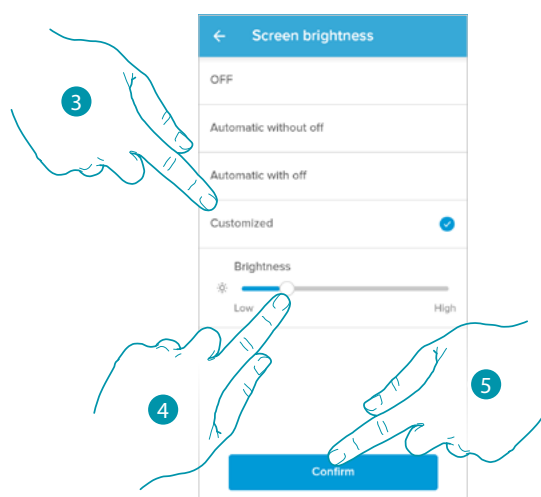 Screen brightness
OFF
3
Automatic without off
Automatic with off
Customized
Brightness
Low High
4
5
Confirm